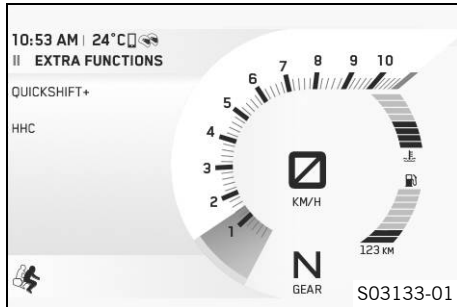 10:53 AM | 24°C
II EXTRA FUNCTIONS
QUICKSHIFT+
HHC
1
2
3
4
5
6
7
8
9
10
0
KM/H
N
GEAR
123 KM
S03133-01